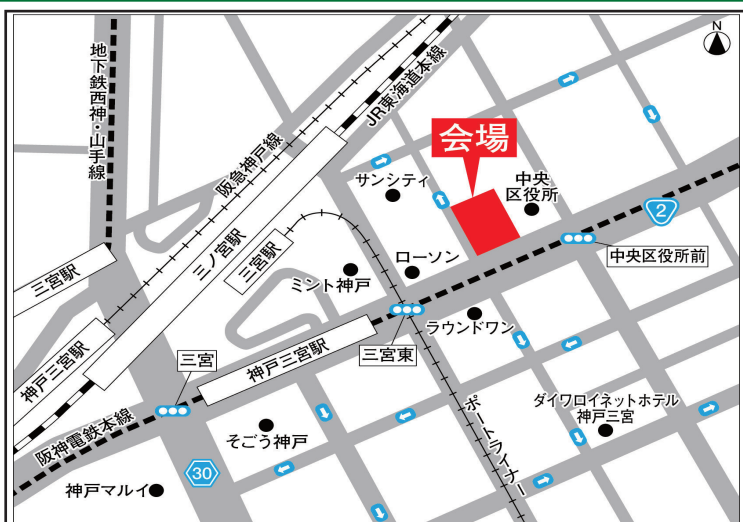 N
地下鉄西神・山手線
JR東海道本線
阪急神戸線
会場
サンシティ
中央
区役所
2
三ノ宮駅
三宮駅
三宮駅
ローソン
中央区役所前
ミント神戸
ラウンドワン
神戸三宮駅
三宮
神戸三宮駅
三宮東
ダイワロイネットホテル
神戸三宮
ポートライナー
阪神電鉄本線
そごう神戸
30
神戸マルイ